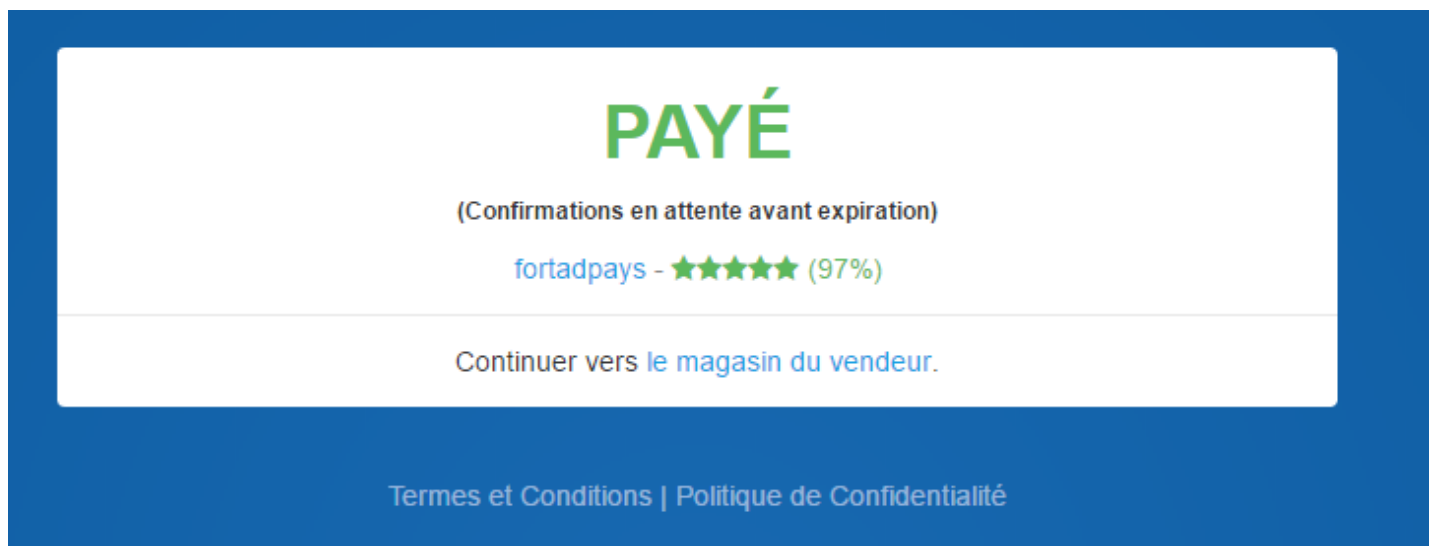 PAYÉ
(Confirmations en attente avant expiration)
fortadpays - ★★★★★ (97%)
Continuer vers le magasin du vendeur.
Termes et Conditions | Politique de Confidentialité